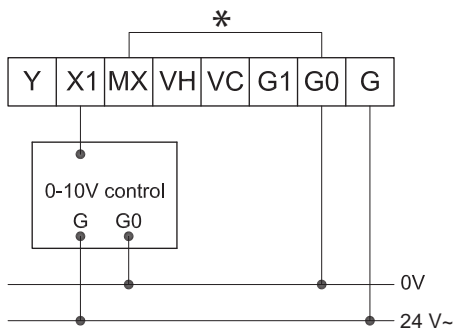 *
Y X1 MX VH VC G1 G0 G
0-10V control
G G0
0V
24 V~